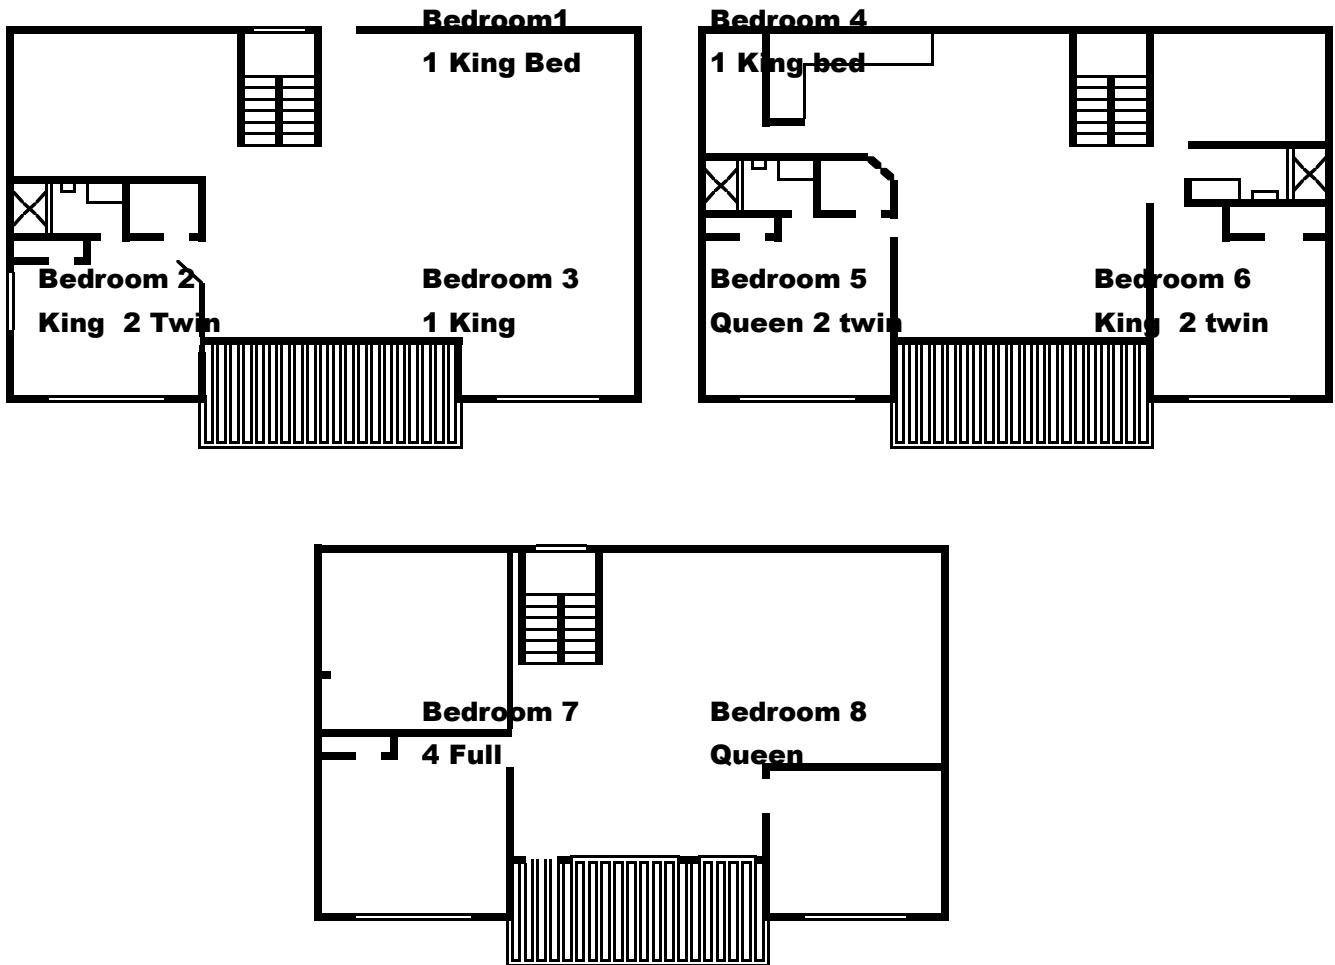 Bedroom1
1 King Bed
Bedroom 4
1 King bed
Bedroom 2
King  2 Twin
Bedroom 3
1 King
Bedroom 5
Queen 2 twin
Bedroom 6
King  2 twin
Bedroom 7
4 Full
Bedroom 8
Queen